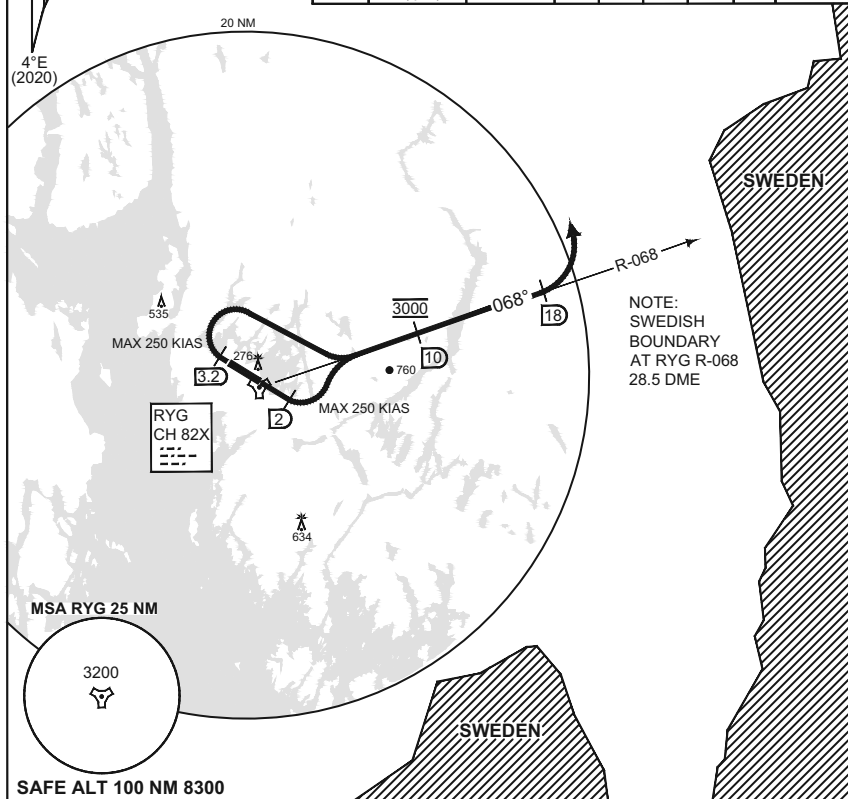 20 NM
4°E
(2020)
SWEDEN
R-068
535
3000
068°
18
NOTE:
SWEDISH
BOUNDARY
AT RYG R-068
28.5 DME
MAX 250 KIAS
276
10
3.2
760
2
MAX 250 KIAS
RYG
CH 82X
634
MSA RYG 25 NM
3200
SWEDEN
SAFE ALT 100 NM 8300